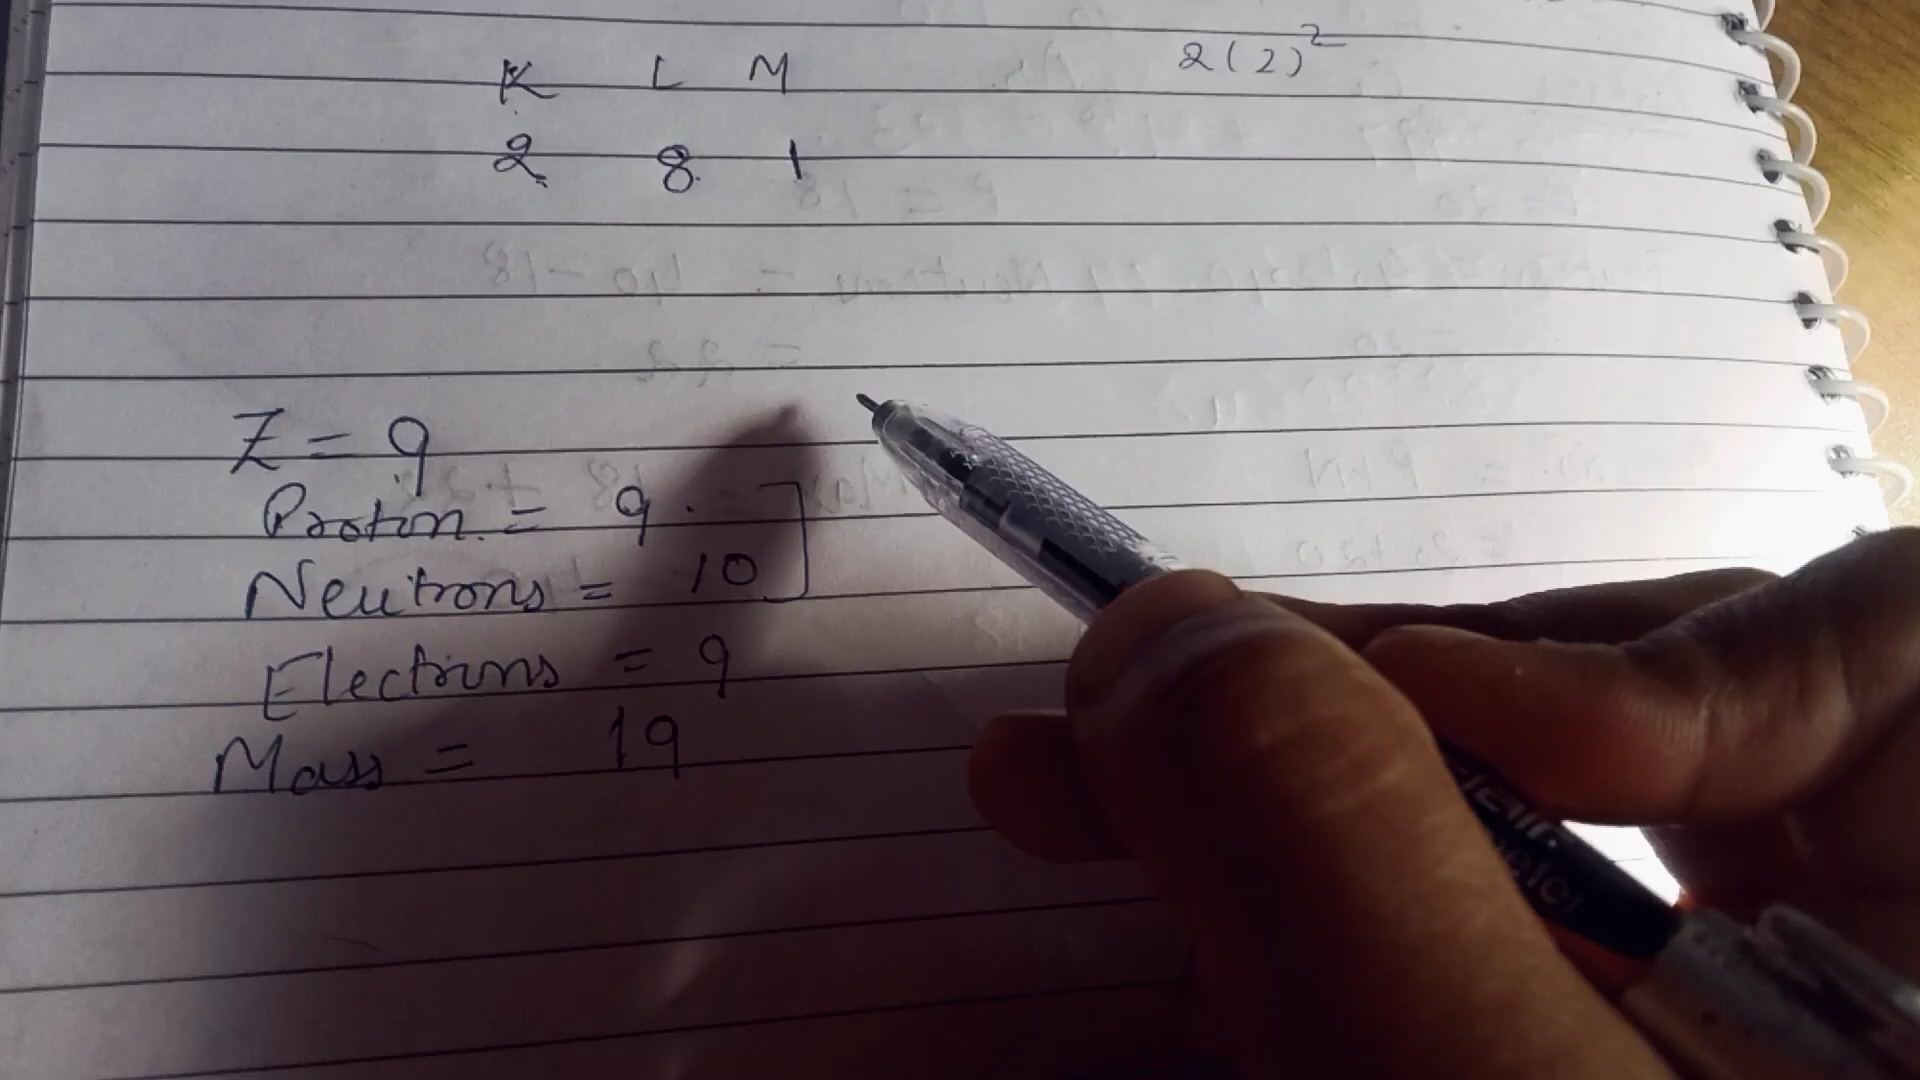 K L M 2(2)²
2 8 1
Z = 9
Proton = 9
Neutrons = 10
Electrons = 9
Mass = 19